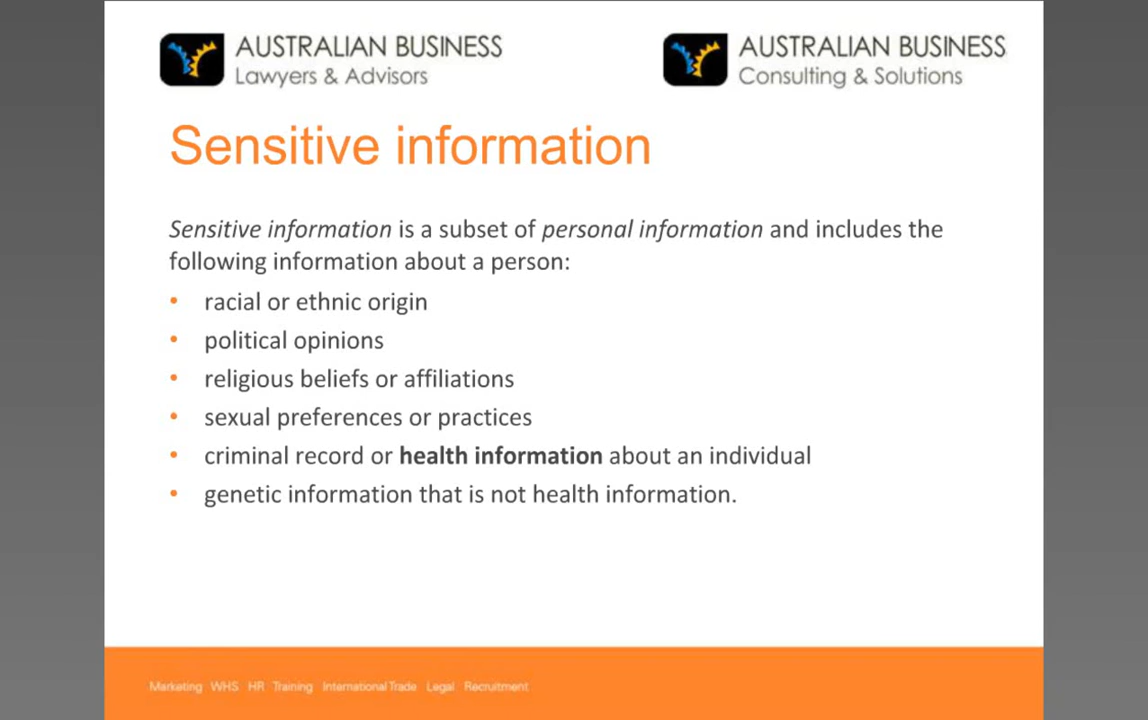 AUSTRALIAN BUSINESS
Lawyers & Advisors
AUSTRALIAN BUSINESS
Consulting & Solutions
Sensitive information
Sensitive information is a subset of personal information and includes the
following information about a person:
• racial or ethnic origin
• political opinions
• religious beliefs or affiliations
• sexual preferences or practices
• criminal record or health information about an individual
• genetic information that is not health information.
Marketing WHS HR Training International Trade Legal Recruitment